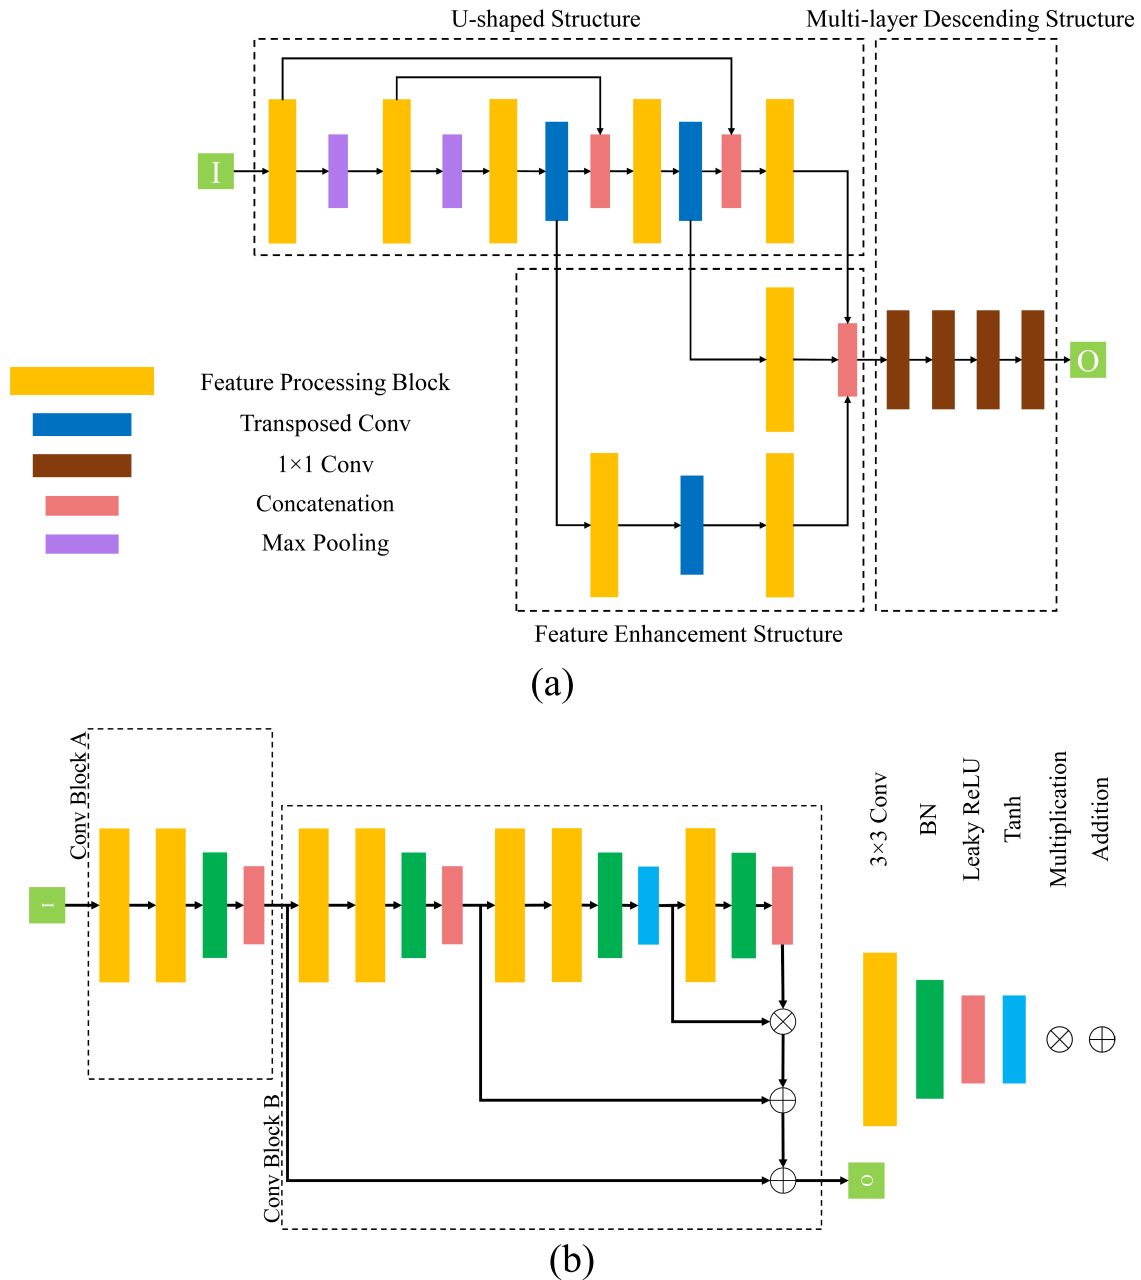 U-shaped Structure
Multi-layer Descending Structure
I
O
Feature Processing Block
Transposed Conv
1×1 Conv
Concatenation
Max Pooling
Feature Enhancement Structure
(a)
Conv Block A
I
Conv Block B
O
3×3 Conv
BN
Leaky ReLU
Tanh
Multiplication
Addition
(b)